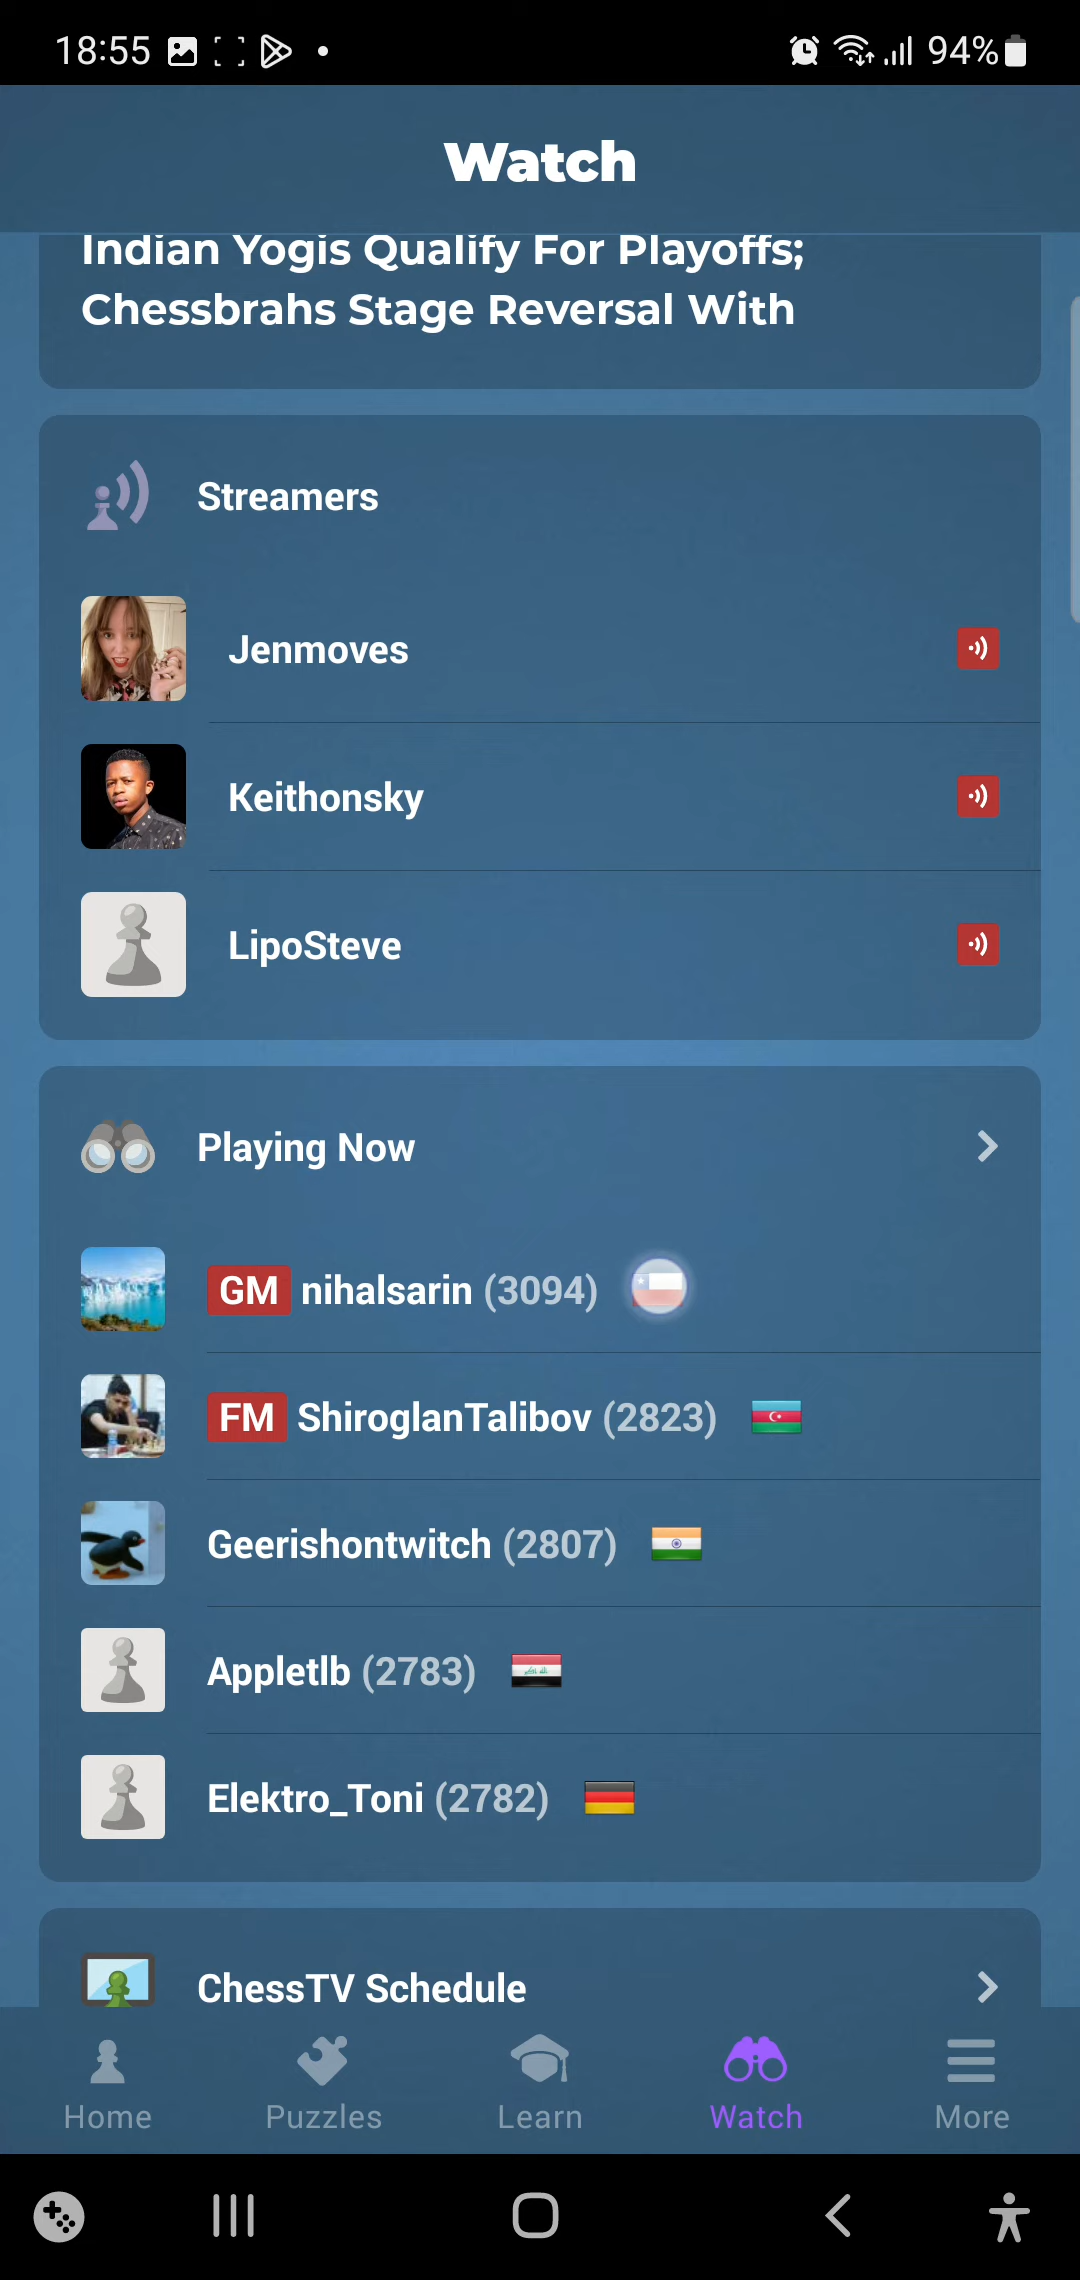 18:55
94%
Watch
Indian Yogis Qualify For Playoffs;
Chessbrahs Stage Reversal With
Streamers
Jenmoves
Keithonsky
LipoSteve
Playing Now
GM nihalsarin (3094)
FM ShiroglanTalibov (2823)
Geerishontwitch (2807)
Appletlb (2783)
Elektro_Toni (2782)
ChessTV Schedule
Home
Puzzles
Learn
Watch
More